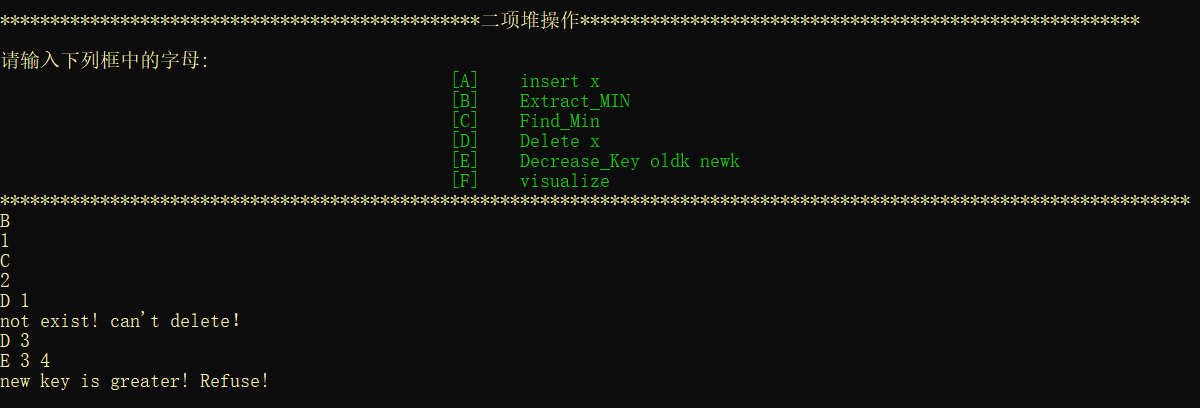 ************************************************二项堆操作********************************************************
请输入下列框中的字母:
[A] insert x
[B] Extract_MIN
[C] Find_Min
[D] Delete x
[E] Decrease_Key oldk newk
[F] visualize
***********************************************************************************************************************
B
1
C
2
D 1
not exist! can't delete!
D 3
E 3 4
new key is greater! Refuse!